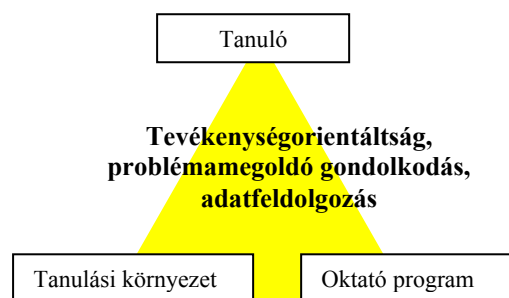 Tanuló
Tevékenységorientáltság,
problémamegoldó gondolkodás,
adatfeldolgozás
Tanulási környezet
Oktató program